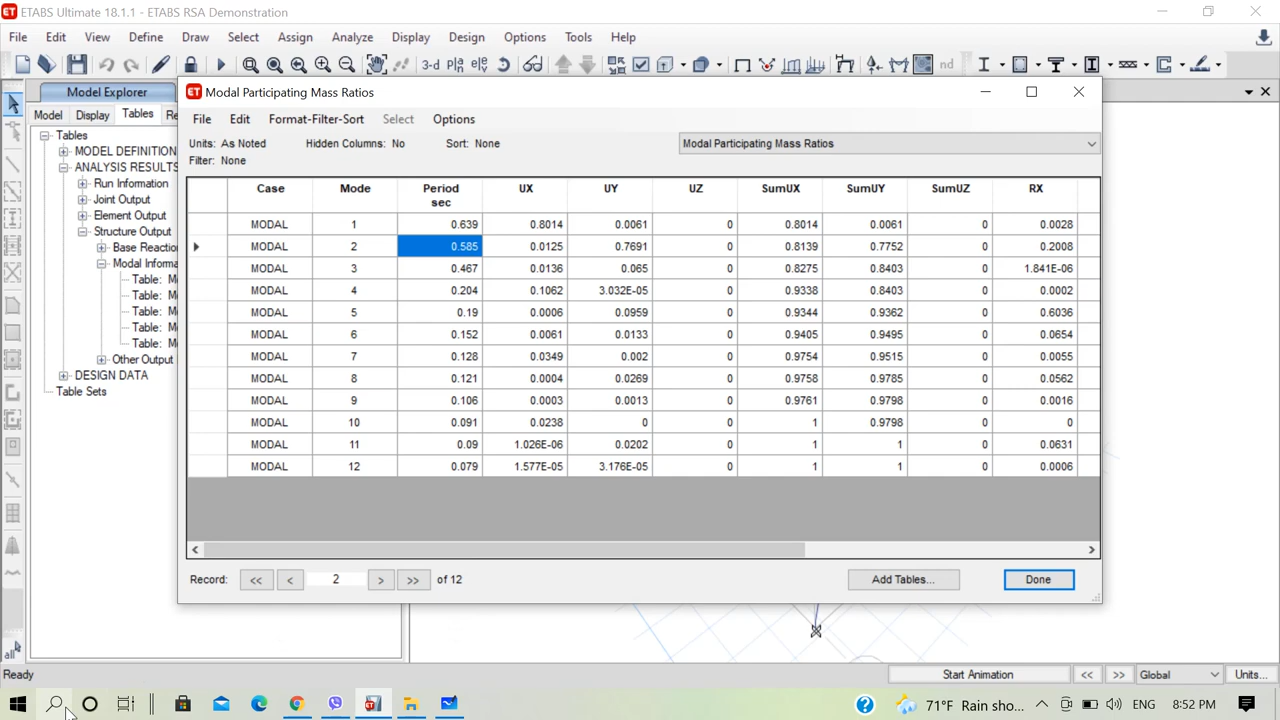 ETABS Ultimate 18.1.1 - ETABS RSA Demonstration
File Edit View Define Draw Select Assign Analyze Display Design Options Tools Help
3-d nd
Model Explorer
Model Display Tables
Tables
MODEL DEFINITION
ANALYSIS RESULTS
Run Information
Joint Output
Element Output
Structure Output
Base Reaction
Modal Informa
Table: M
Table: M
Table: M
Table: M
Table: M
Other Output
DESIGN DATA
Table Sets
Modal Participating Mass Ratios
File Edit Format-Filter-Sort Select Options
Units: As Noted Hidden Columns: No Sort: None Modal Participating Mass Ratios
Filter: None
Case Mode Period UX UY UZ SumUX SumUY SumUZ RX
sec
MODAL 1 0.639 0.8014 0.0061 0 0.8014 0.0061 0 0.0028
MODAL 2 0.585 0.0125 0.7691 0 0.8139 0.7752 0 0.2008
MODAL 3 0.467 0.0136 0.065 0 0.8275 0.8403 0 1.841E-06
MODAL 4 0.204 0.1062 3.032E-05 0 0.9338 0.8403 0 0.0002
MODAL 5 0.19 0.0006 0.0959 0 0.9344 0.9362 0 0.6036
MODAL 6 0.152 0.0061 0.0133 0 0.9405 0.9495 0 0.0654
MODAL 7 0.128 0.0349 0.002 0 0.9754 0.9515 0 0.0055
MODAL 8 0.121 0.0004 0.0269 0 0.9758 0.9785 0 0.0562
MODAL 9 0.106 0.0003 0.0013 0 0.9761 0.9798 0 0.0016
MODAL 10 0.091 0.0238 0 0 1 0.9798 0 0
MODAL 11 0.09 1.026E-06 0.0202 0 1 1 0 0.0631
MODAL 12 0.079 1.577E-05 3.176E-05 0 1 1 0 0.0006
Record: << < 2 > >> of 12 Add Tables... Done
all
Ready Start Animation << >> Global Units...
71°F Rain sho... ENG 8:52 PM